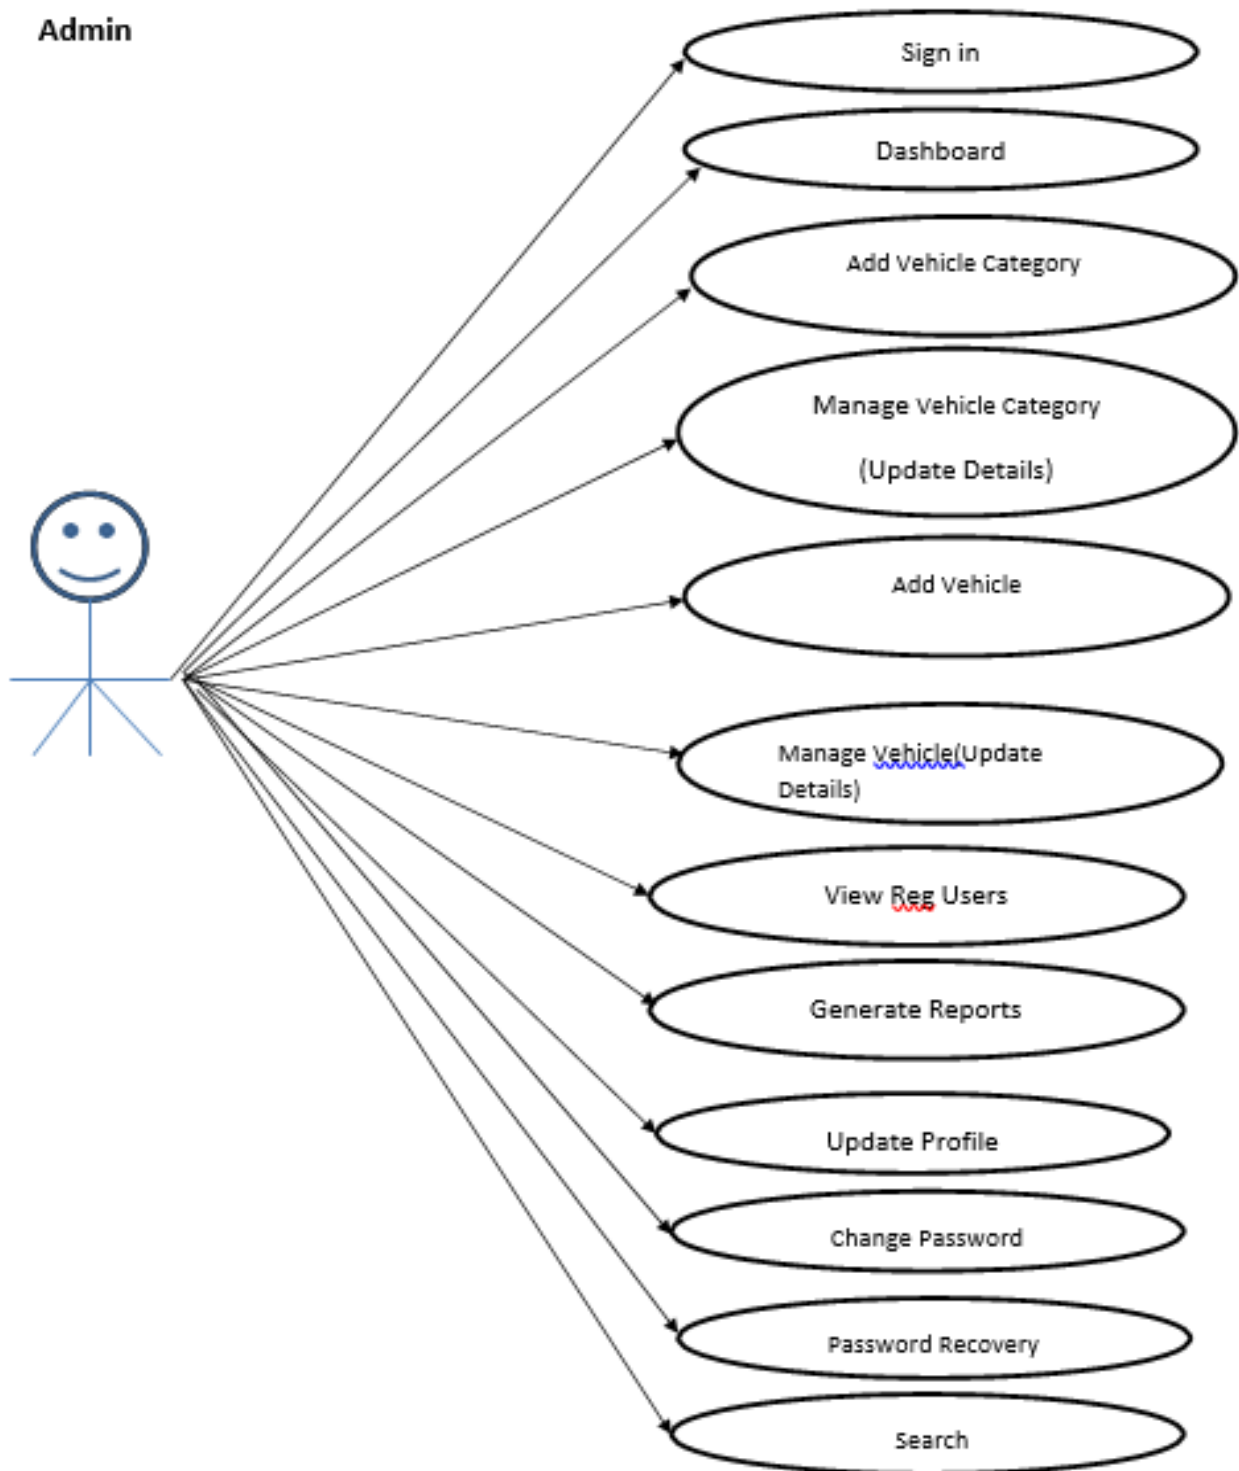 Admin
Sign in
Dashboard
Add Vehicle Category
Manage Vehicle Category
(Update Details)
Add Vehicle
Manage Vehicle(Update
Details)
View Reg Users
Generate Reports
Update Profile
Change Password
Password Recovery
Search